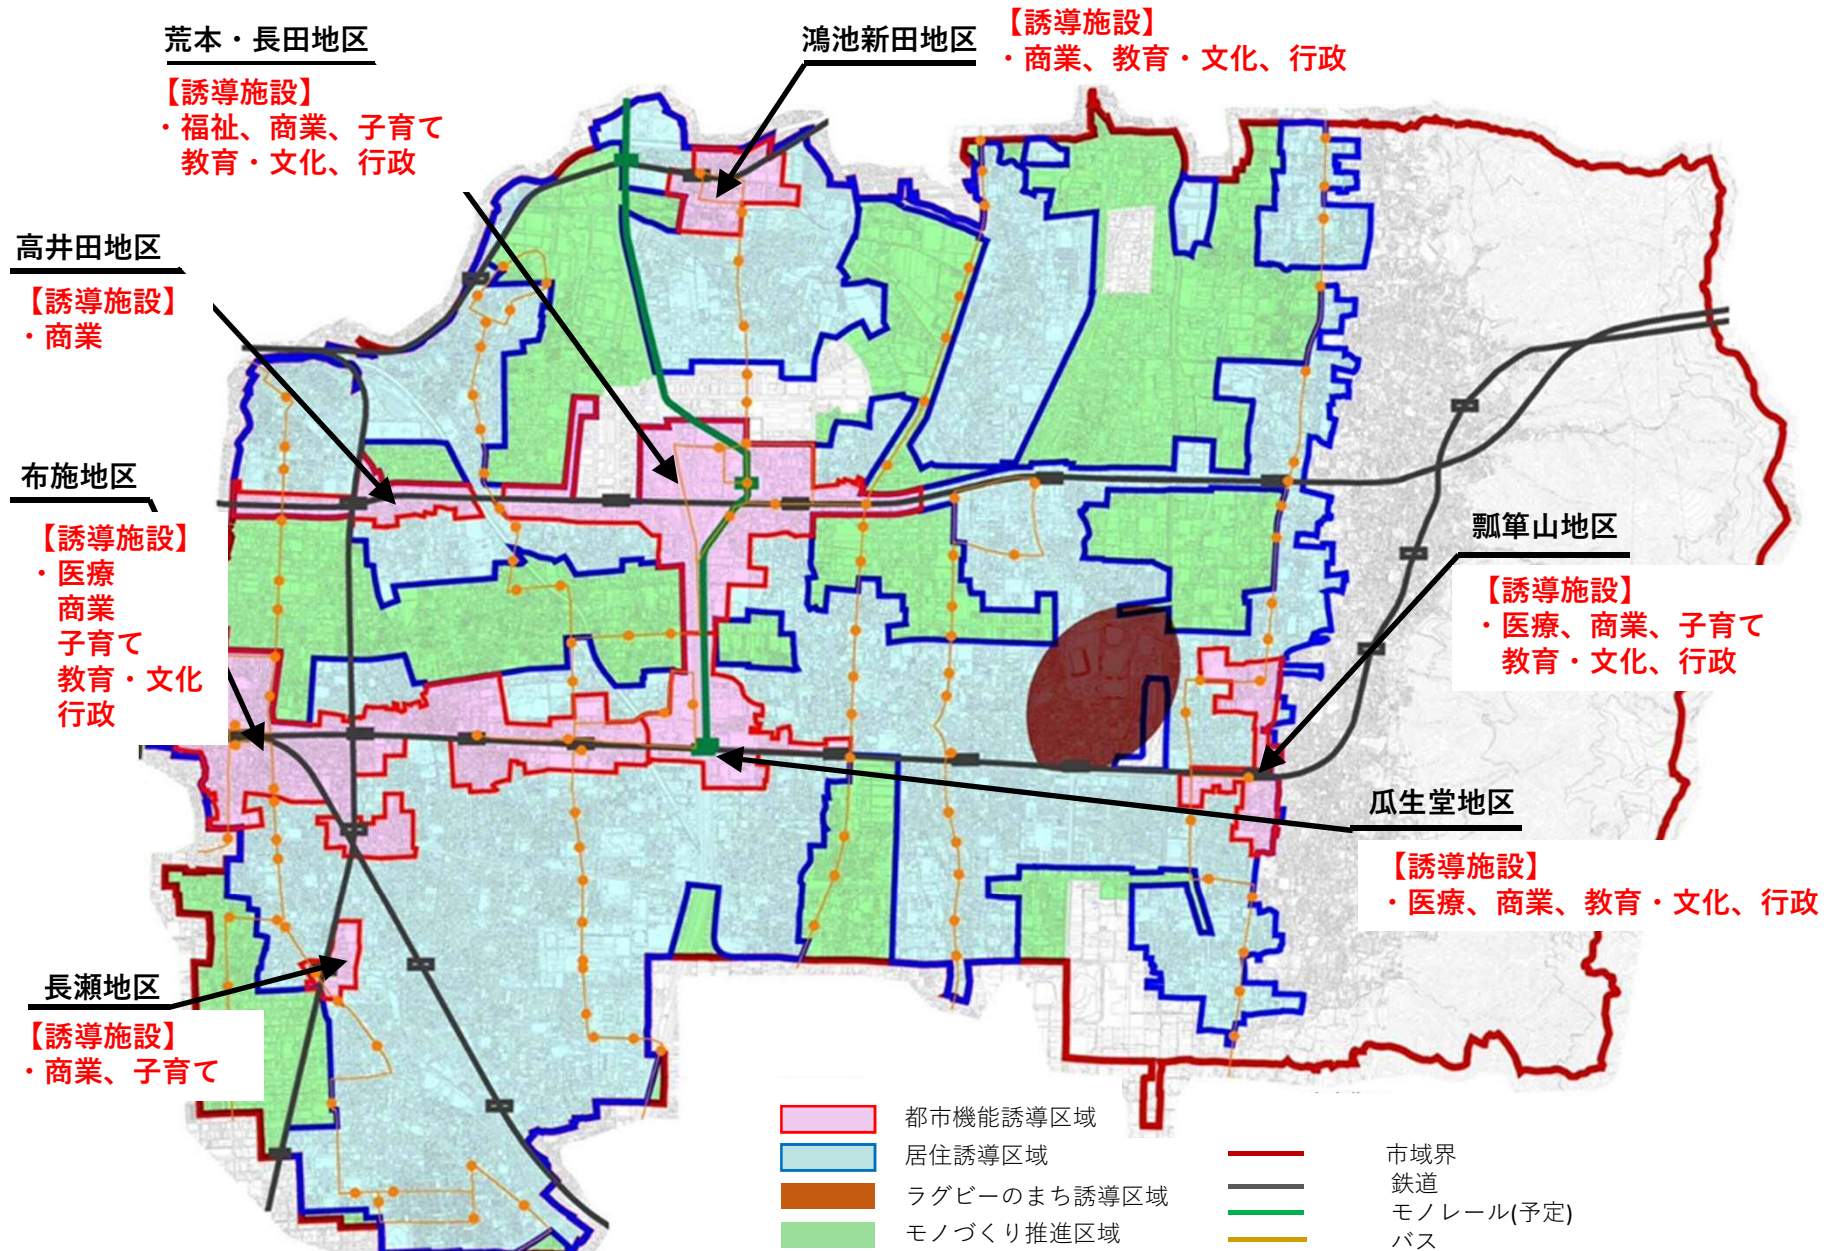 荒本・長田地区
【誘導施設】
・福祉、商業、子育て
教育・文化、行政
鴻池新田地区
【誘導施設】
・商業、教育・文化、行政
高井田地区
【誘導施設】
・商業
布施地区
【誘導施設】
・医療
商業
子育て
教育・文化
行政
瓢箪山地区
【誘導施設】
・医療、商業、子育て
教育・文化、行政
瓜生堂地区
【誘導施設】
・医療、商業、教育・文化、行政
長瀬地区
【誘導施設】
・商業、子育て
都市機能誘導区域
居住誘導区域
ラグビーのまち誘導区域
モノづくり推進区域
市域界
鉄道
モノレール(予定)
バス